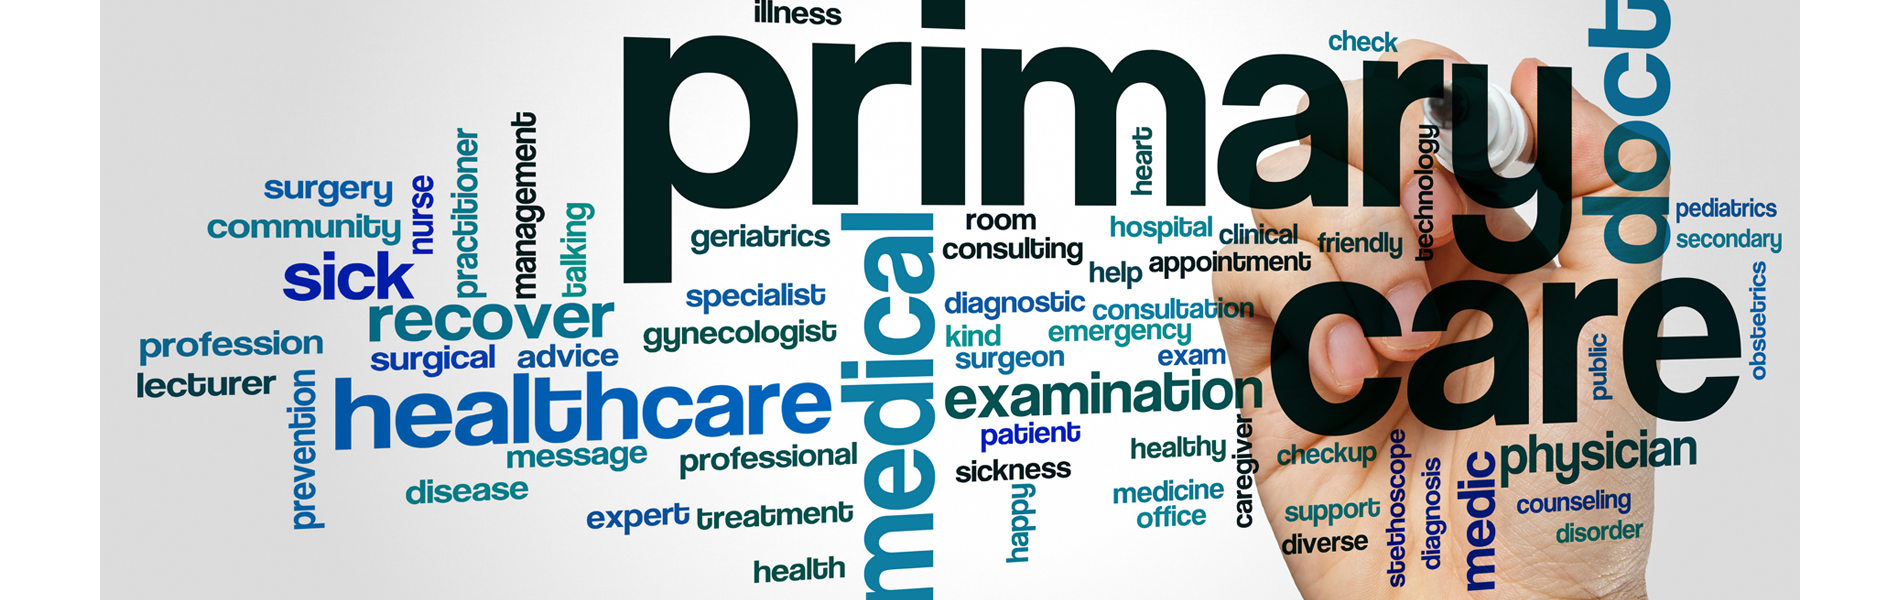 illness
primary
care
check
doct
heart
technology
surgery
community
nurse
practitioner
management
talking
sick
recover
profession
lecturer
surgical
advice
prevention
healthcare
message
disease
professional
expert
treatment
health
geriatrics
specialist
gynecologist
medical
room
consulting
hospital
clinical
friendly
help
appointment
diagnostic
consultation
kind
emergency
surgeon
exam
examination
patient
sickness
happy
healthy
medicine
office
caregiver
checkup
support
diverse
stethoscope
diagnosis
medic
physician
counseling
disorder
public
pediatrics
secondary
obstetrics